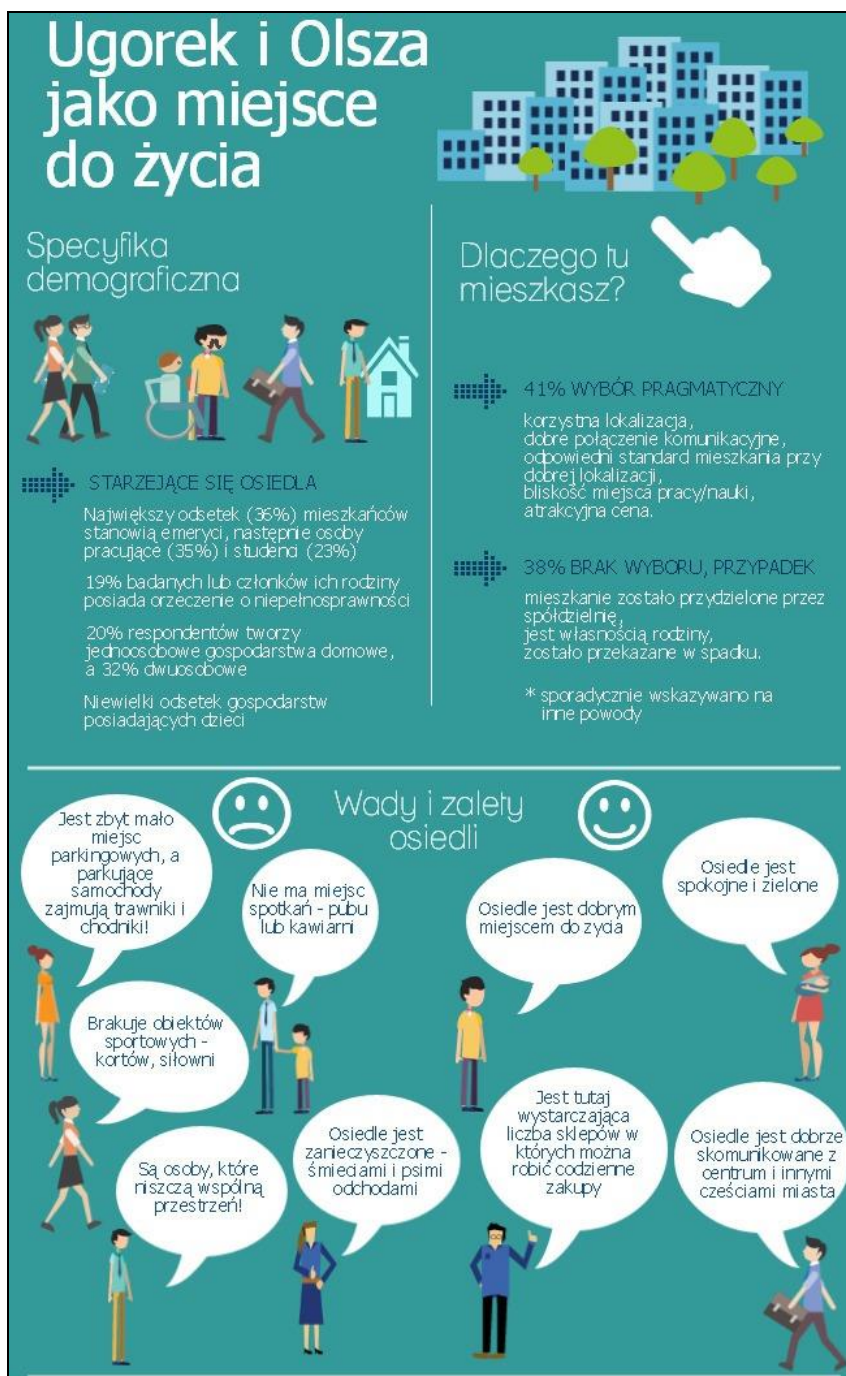 Ugorek i Olsza
jako miejsce
do życia
Specyfika
demograficzna
STARZEJĄCE SIĘ OSIEDLA
Największy odsetek (36%) mieszkańców
stanowią emeryci, następnie osoby
pracujące (35%) i studenci (23%)
19% badanych lub członków ich rodziny
posiada orzeczenie o niepełnosprawności
20% respondentów tworzy
jednoosobowe gospodarstwa domowe,
a 32% dwuosobowe
Niewielki odsetek gospodarstw
posiadających dzieci
Dlaczego tu
mieszkasz?
41% WYBÓR PRAGMATYCZNY
korzystna lokalizacja,
dobre połączenie komunikacyjne,
odpowiedni standard mieszkania przy
dobrej lokalizacji,
bliskość miejsca pracy/nauki,
atrakcyjna cena.
38% BRAK WYBORU, PRZYPADEK
mieszkanie zostało przydzielone przez
spółdzielnię,
jest własnością rodziny,
zostało przekazane w spadku.
* sporadycznie wskazywano na
inne powody
Wady i zalety
osiedli
Jest zbyt mało
miejsc
parkingowych, a
parkujące
samochody
zajmują trawniki i
chodniki!
Nie ma miejsc
spotkań - pubu
lub kawiarni
Osiedle jest dobrym
miejscem do zycia
Osiedle jest
spokojne i zielone
Brakuje obiektów
sportowych -
kortów, siłowni
Są osoby, które
niszczą wspólną
przestrzeń!
Osiedle jest
zanieczyszczone -
śmieciami i psimi
odchodami
Jest tutaj
wystarczająca
liczba sklepów w
których można
robić codzienne
zakupy
Osiedle jest dobrze
skomunikowane z
centrum i innymi
cześciami miasta